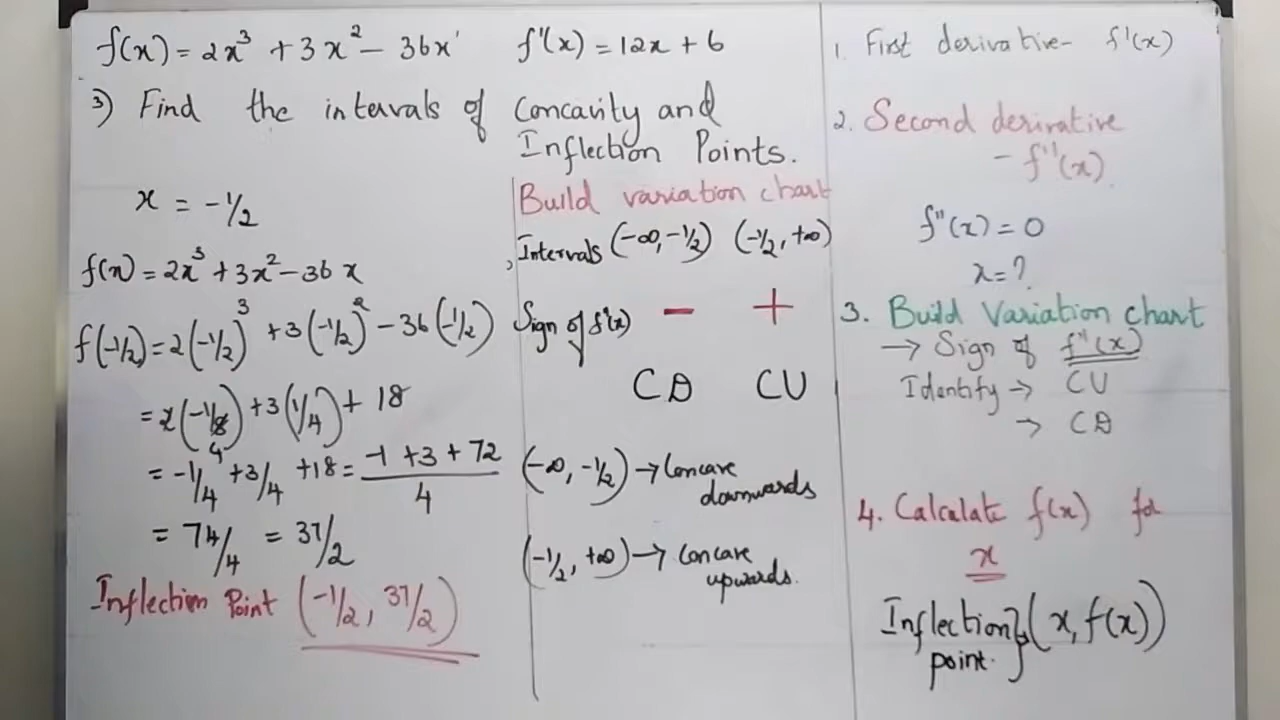 f(x) = 2x³ + 3x² - 36x f''(x) = 12x + 6
3) Find the intervals of Concavity and
Inflection Points.
x = -1/2
f(x) = 2x³ + 3x² - 36x
f(-1/2) = 2(-1/2)³ + 3(-1/2)² - 36(-1/2)
= 2(-1/8) + 3(1/4) + 18
4
= -1/4 + 3/4 + 18 = (-1 + 3 + 72)/4
= 74/4 = 37/2
Inflection Point (-1/2, 37/2)
Build variation chart
Intervals (-∞, -1/2) (-1/2, +∞)
Sign of f''(x) - +
CD CU
(-∞, -1/2) → Concave
downwards
(-1/2, +∞) → Concave
upwards.
1. First derivative - f'(x)
2. Second derivative
- f''(x)
f''(x) = 0
x = ?
3. Build Variation chart
→ Sign of f''(x)
Identify → CU
→ CD
4. Calculate f(x) for
x
Inflection } (x, f(x))
point.